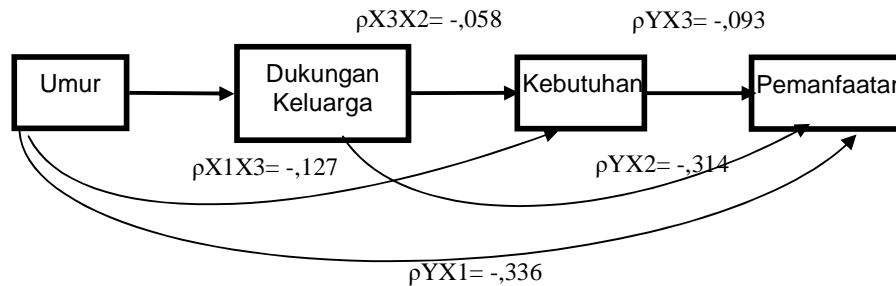 ρX3X2= -,058
ρYX3= -,093
Umur
Dukungan
Keluarga
Kebutuhan
Pemanfaatan
ρX1X3= -,127
ρYX2= -,314
ρYX1= -,336